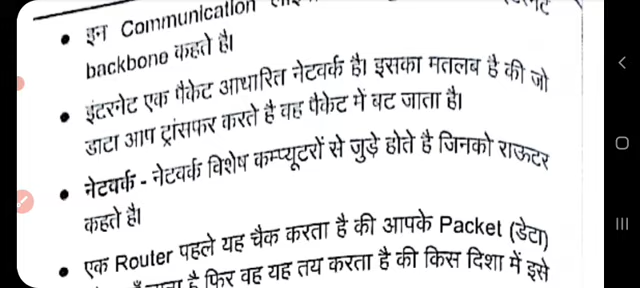 इन Communication
backbone कहते है।
इंटरनेट एक पैकेट आधारित नेटवर्क है। इसका मतलब है की जो
डाटा आप ट्रांसफर करते है वह पैकेट में बट जाता है।
नेटवर्क - नेटवर्क विशेष कम्प्यूटरों से जुड़े होते है जिनको राऊटर
कहते है।
एक Router पहले यह चैक करता है की आपके Packet (डेटा)
है फिर वह यह तय करता है की किस दिशा में इसे